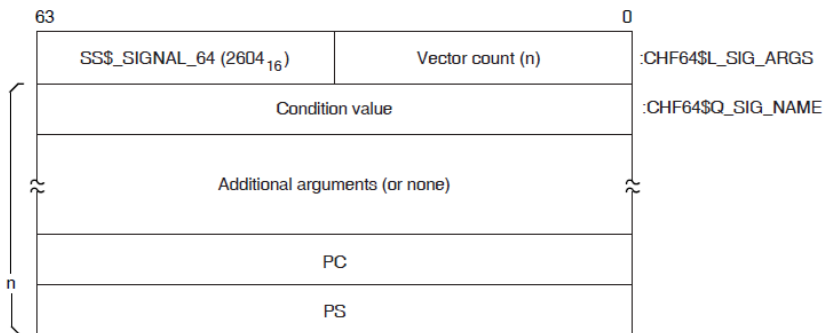 63 0
SS$_SIGNAL_64 (2604₁₆) Vector count (n) :CHF64$L_SIG_ARGS
Condition value :CHF64$Q_SIG_NAME
Additional arguments (or none)
PC
n
PS